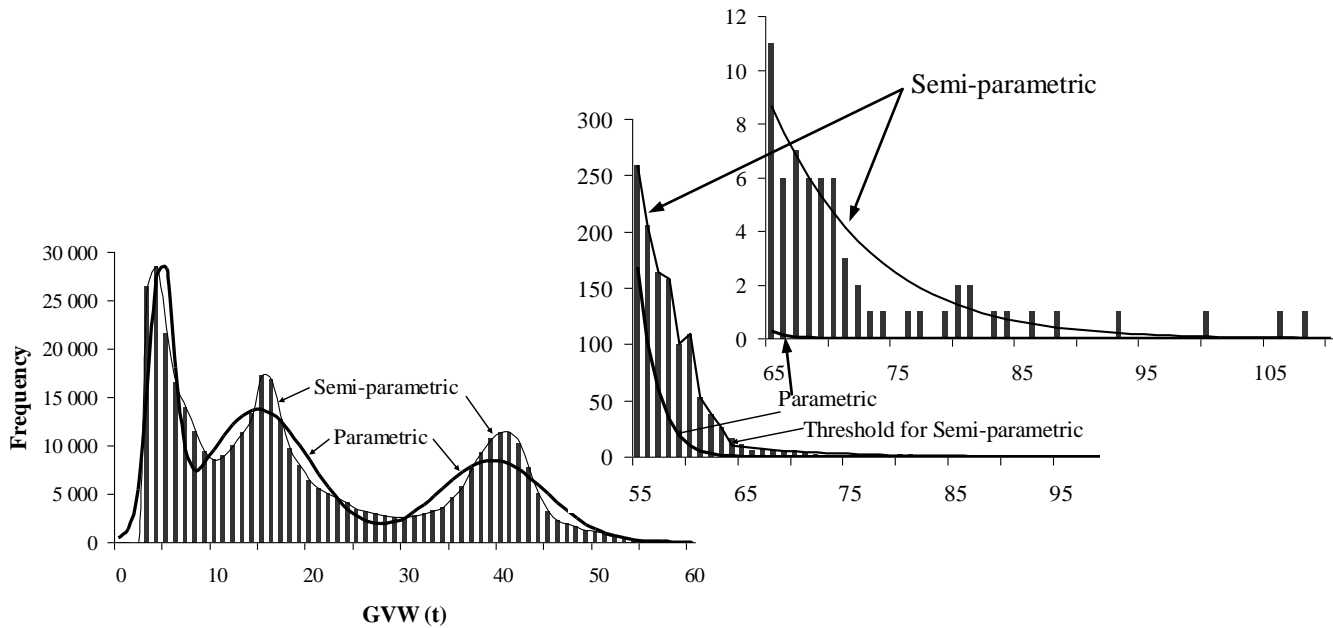 12
10
8
6
4
2
0
65 75 85 95 105
Semi-parametric
300
250
200
150
100
50
0
55 65 75 85 95
Parametric
Threshold for Semi-parametric
30 000
25 000
20 000
15 000
10 000
5 000
0
0 10 20 30 40 50 60
Frequency
GVW (t)
Semi-parametric
Parametric